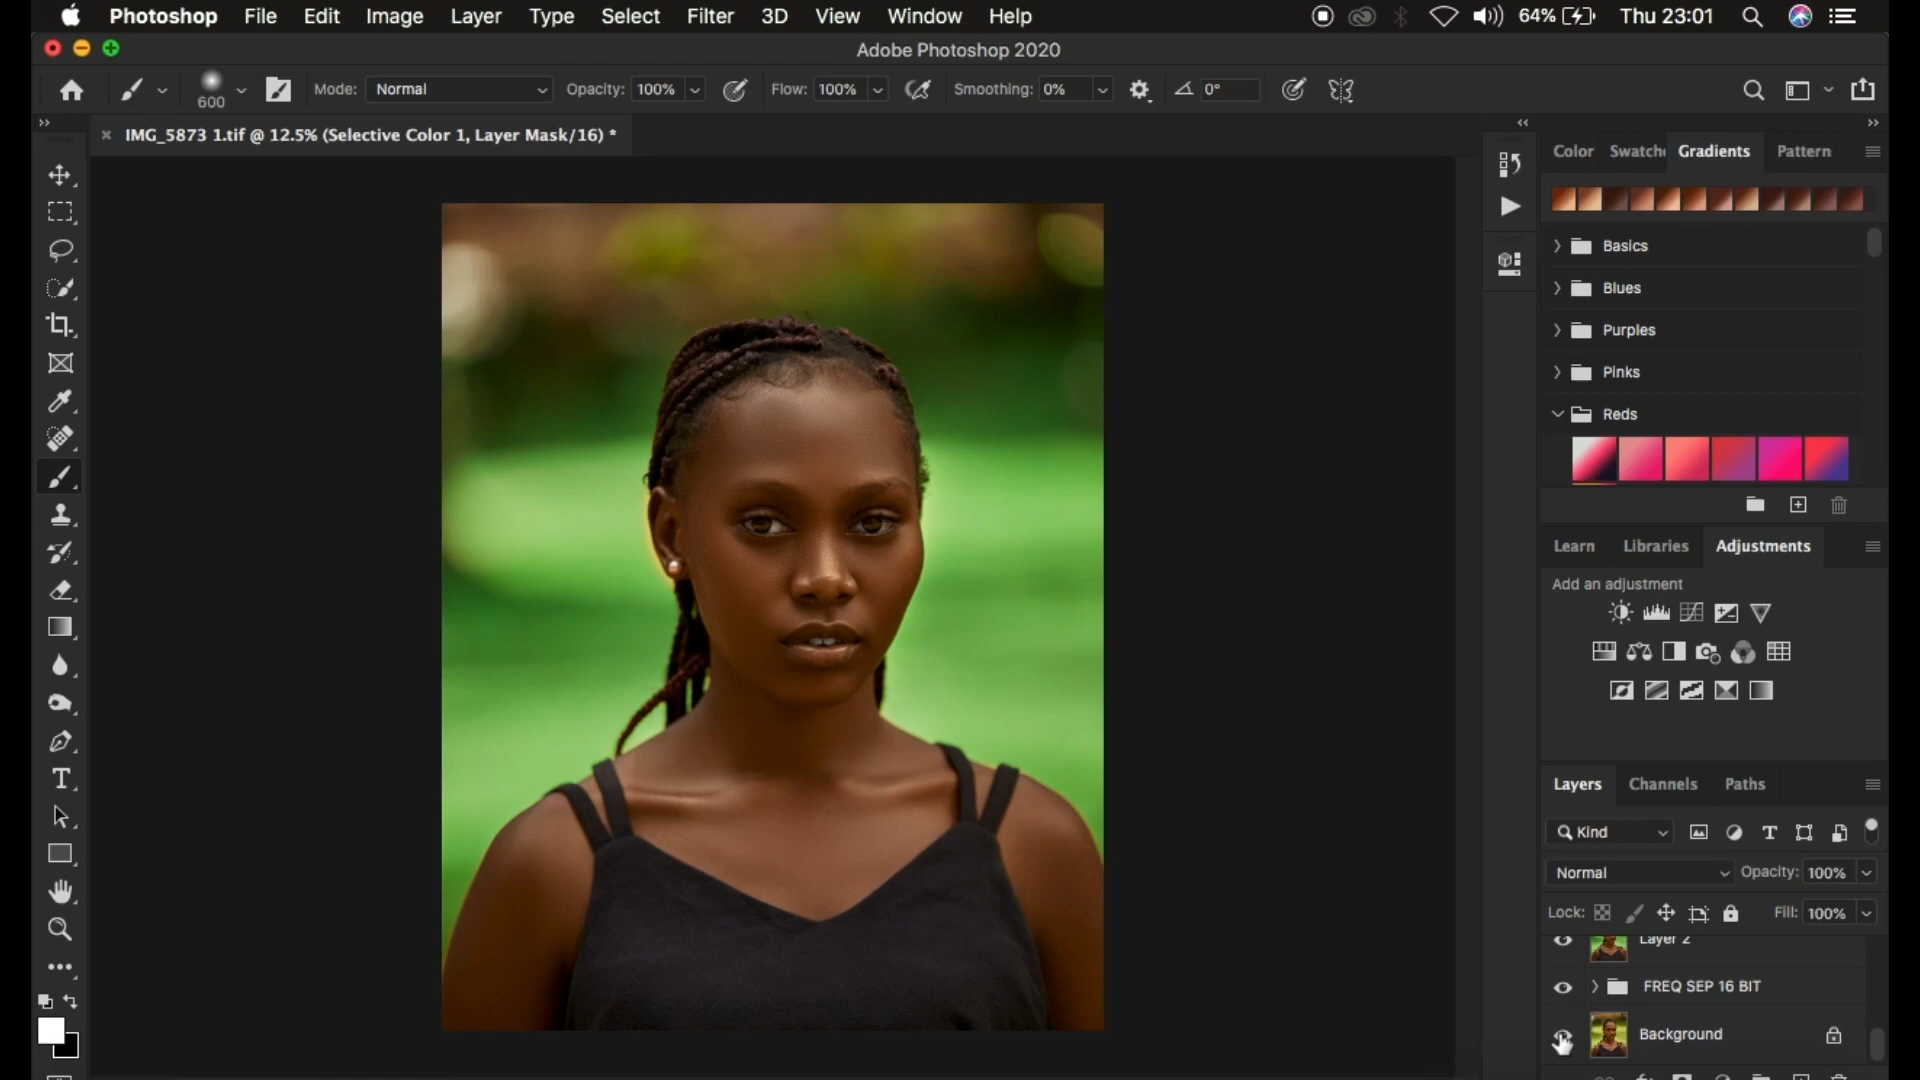 Photoshop File Edit Image Layer Type Select Filter 3D View Window Help 64% Thu 23:01
Adobe Photoshop 2020
600 Mode: Normal Opacity: 100% Flow: 100% Smoothing: 0% 0°
IMG_5873 1.tif @ 12.5% (Selective Color 1, Layer Mask/16) *
Color Swatche Gradients Pattern
Basics
Blues
Purples
Pinks
Reds
Learn Libraries Adjustments
Add an adjustment
Layers Channels Paths
Kind
Normal Opacity: 100%
Lock: Fill: 100%
Layer 2
FREQ SEP 16 BIT
Background